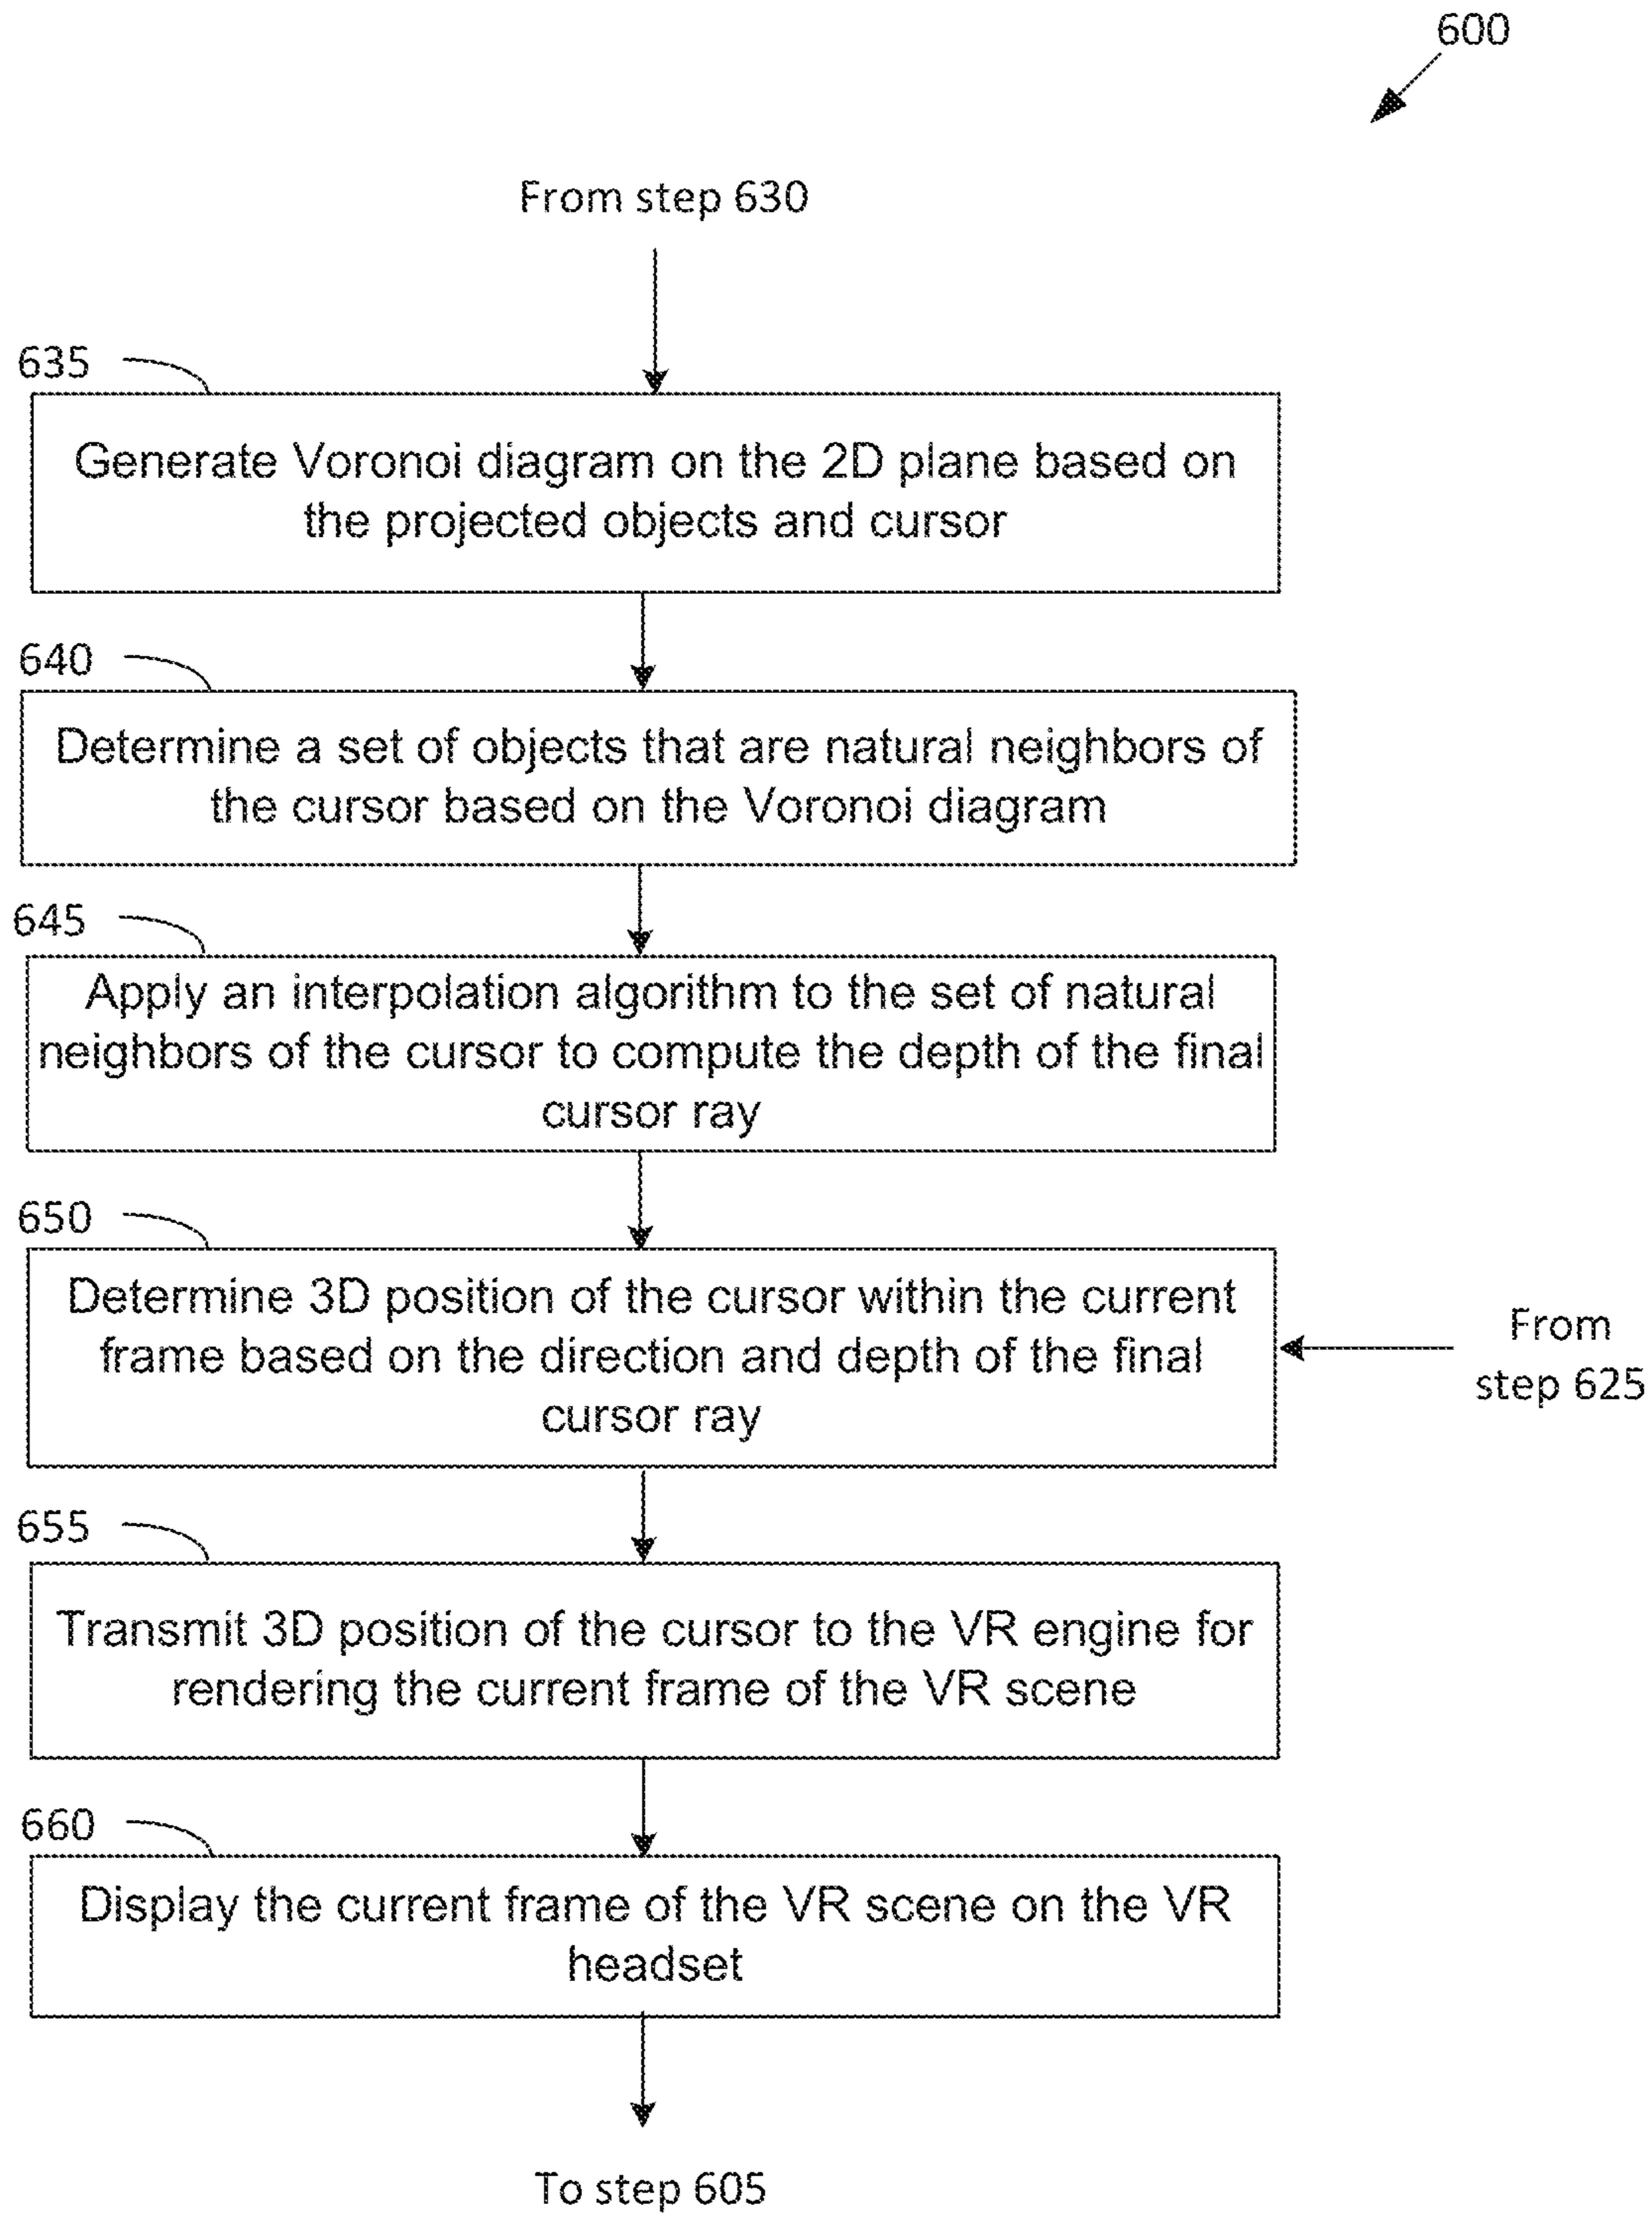 600
From step 630
635
Generate Voronoi diagram on the 2D plane based on
the projected objects and cursor
640
Determine a set of objects that are natural neighbors of
the cursor based on the Voronoi diagram
645
Apply an interpolation algorithm to the set of natural
neighbors of the cursor to compute the depth of the final
cursor ray
650
Determine 3D position of the cursor within the current
frame based on the direction and depth of the final
cursor ray
From
step 625
655
Transmit 3D position of the cursor to the VR engine for
rendering the current frame of the VR scene
660
Display the current frame of the VR scene on the VR
headset
To step 605